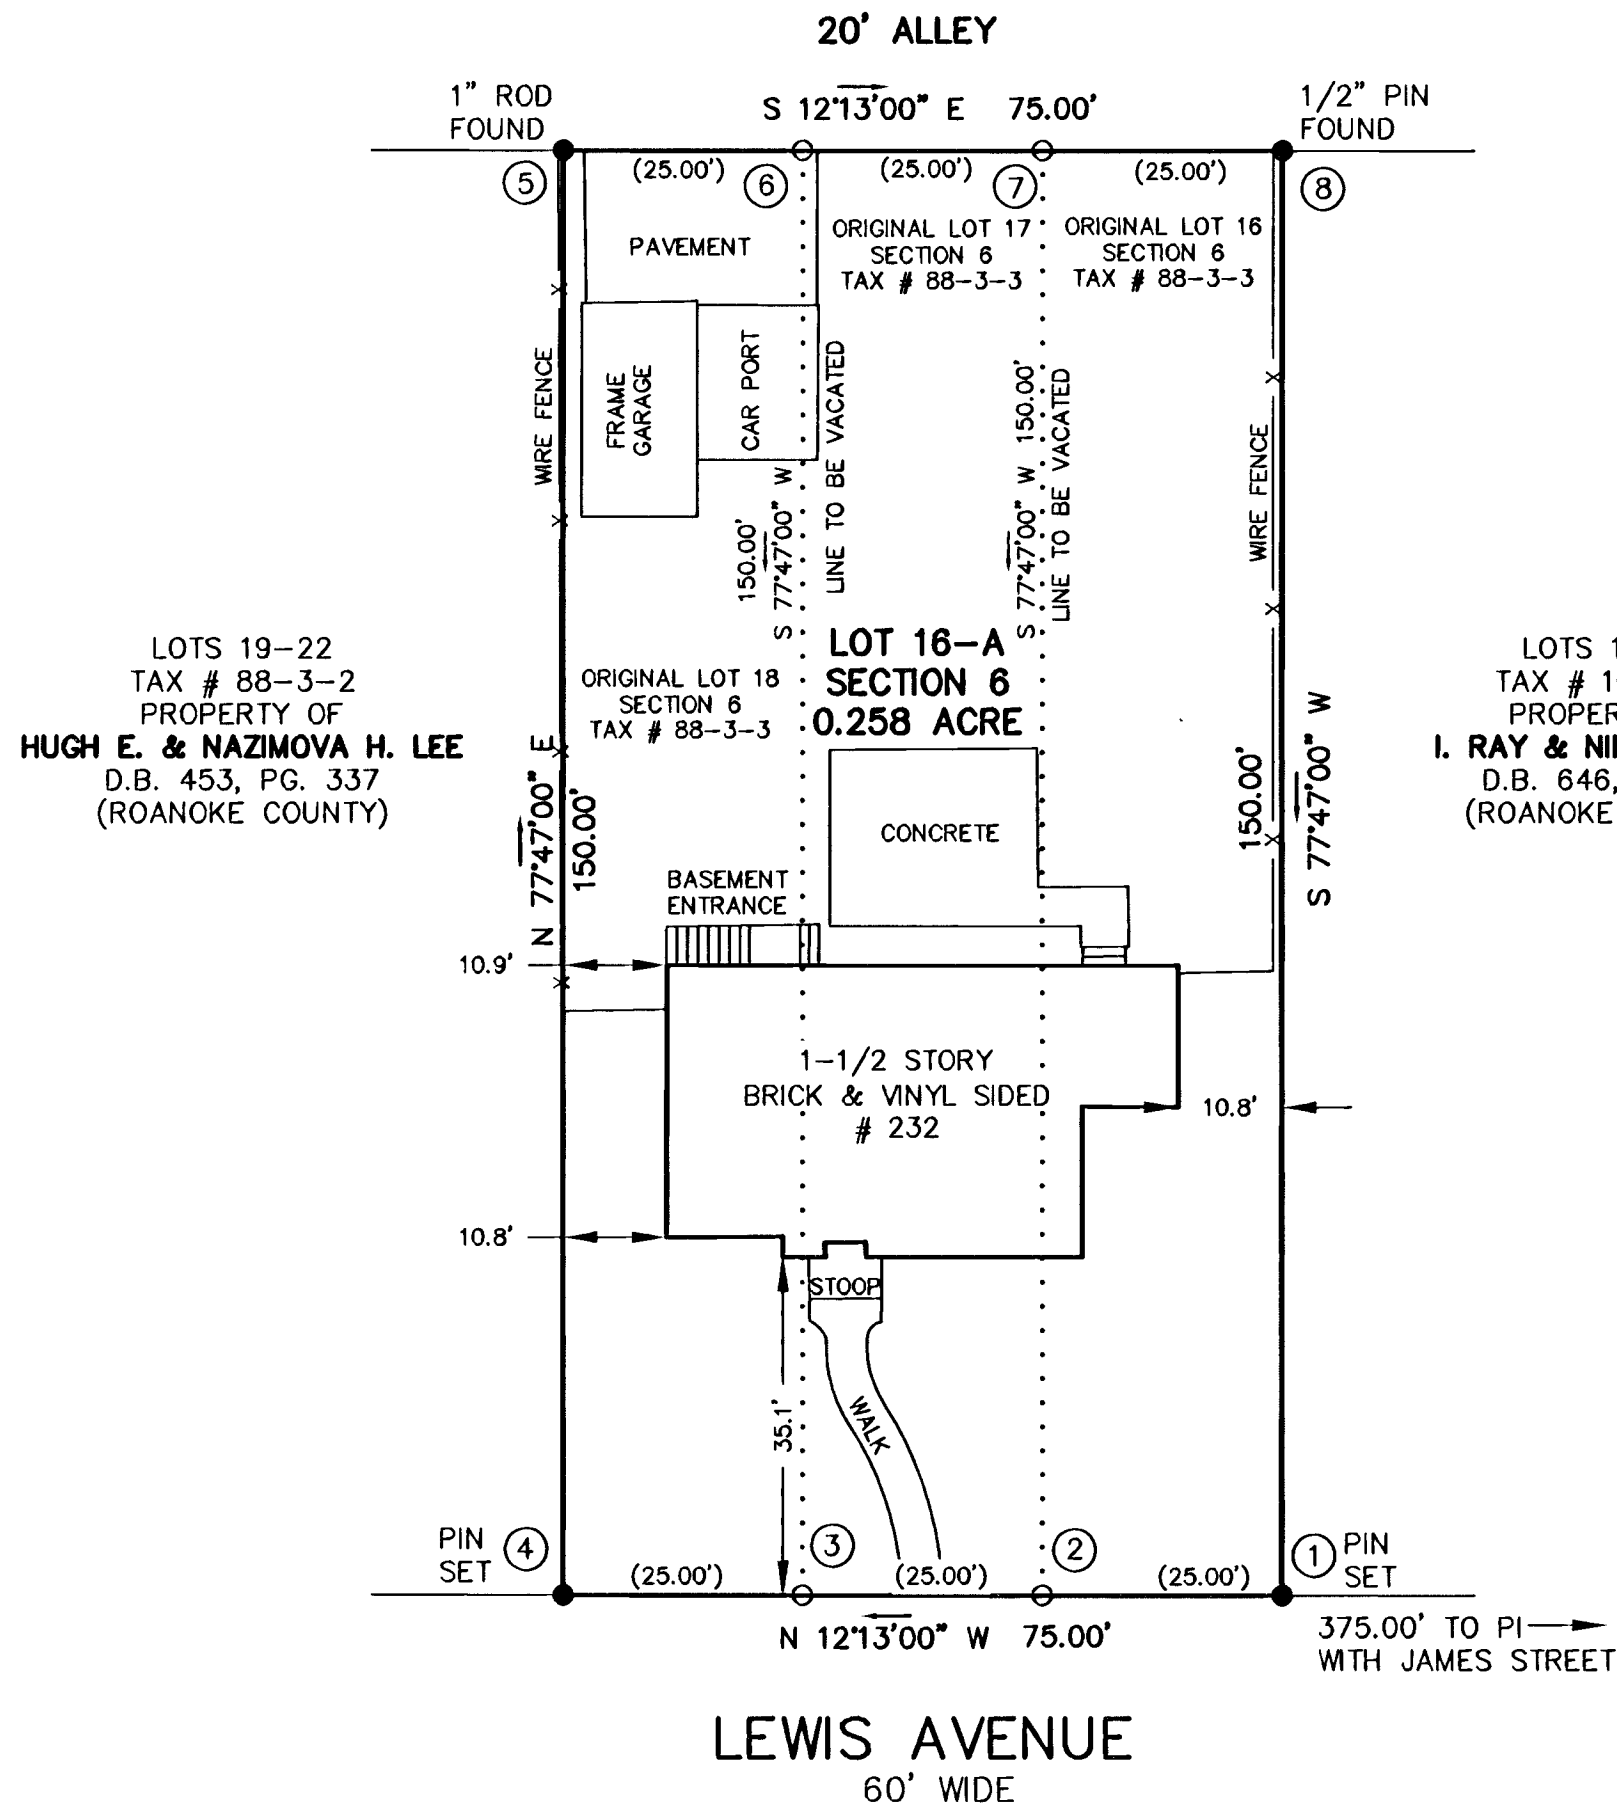 20' ALLEY
1" ROD
FOUND
S 12°13'00" E 75.00'
1/2" PIN
FOUND
(25.00')
(25.00')
(25.00')
5
6
7
8
PAVEMENT
ORIGINAL LOT 17
SECTION 6
TAX # 88-3-3
ORIGINAL LOT 16
SECTION 6
TAX # 88-3-3
WIRE FENCE
FRAME
GARAGE
CAR PORT
LINE TO BE VACATED
150.00'
S 77°47'00" W
S 77°47'00" W 150.00'
LINE TO BE VACATED
WIRE FENCE
LOTS 19-22
TAX # 88-3-2
PROPERTY OF
HUGH E. & NAZIMOVA H. LEE
D.B. 453, PG. 337
(ROANOKE COUNTY)
ORIGINAL LOT 18
SECTION 6
TAX # 88-3-3
LOT 16-A
SECTION 6
0.258 ACRE
LOTS 1
TAX # 1
PROPER
I. RAY & NI
D.B. 646,
(ROANOKE
N 77°47'00" E
150.00'
150.00'
S 77°47'00" W
CONCRETE
BASEMENT
ENTRANCE
10.9'
1-1/2 STORY
BRICK & VINYL SIDED
# 232
10.8'
10.8'
STOOP
35.1'
WALK
PIN
SET
4
3
2
1
PIN
SET
(25.00')
(25.00')
(25.00')
N 12°13'00" W 75.00'
375.00' TO PI
WITH JAMES STREET
LEWIS AVENUE
60' WIDE